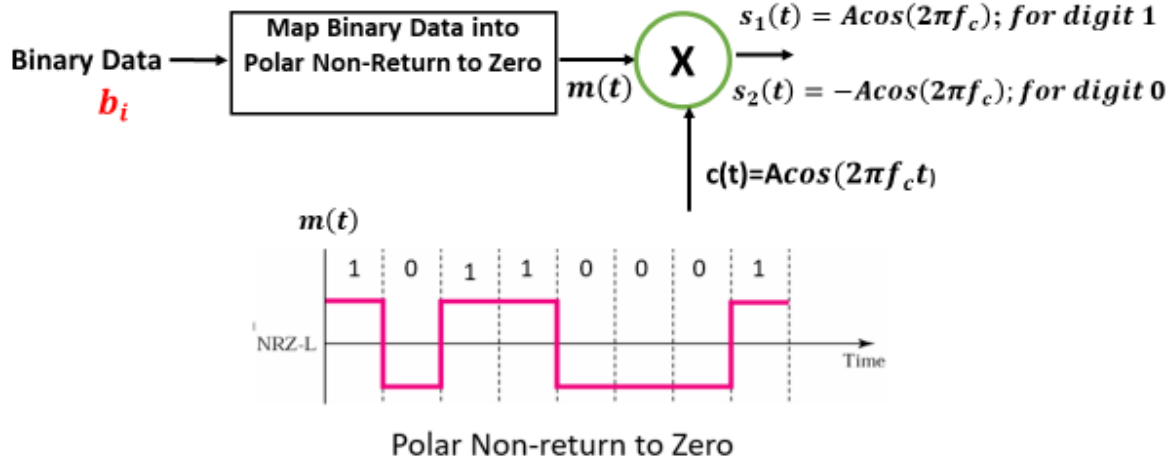 Map Binary Data into
Polar Non-Return to Zero
Binary Data
b_i
m(t)
X
s_1(t) = Acos(2πf_c); for digit 1
s_2(t) = −Acos(2πf_c); for digit 0
c(t)=Acos(2πf_c t)
m(t)
1 0 1 1 0 0 0 1
NRZ-L
Time
Polar Non-return to Zero